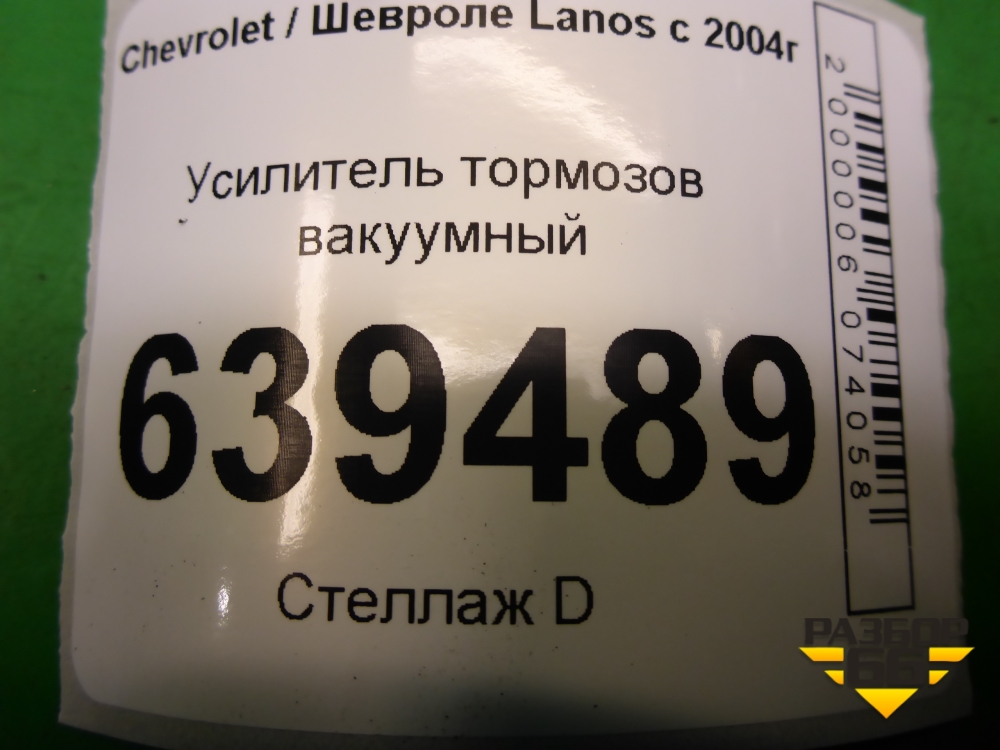 Chevrolet / Шевроле Lanos с 2004г
Усилитель тормозов
вакуумный
639489
Стеллаж D
2000006074058
РАЗБОР
66